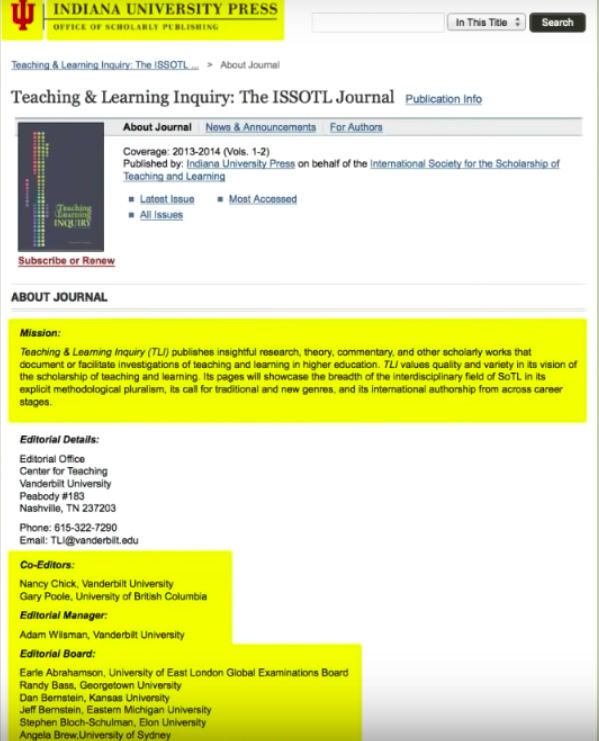 INDIANA UNIVERSITY PRESS
OFFICE OF SCHOLARLY PUBLISHING
In This Title
Search
Teaching & Learning Inquiry: The ISSOTL ... > About Journal
Teaching & Learning Inquiry: The ISSOTL Journal Publication Info
About Journal News & Announcements For Authors
Coverage: 2013-2014 (Vols. 1-2)
Published by: Indiana University Press on behalf of the International Society for the Scholarship of
Teaching and Learning
Latest Issue Most Accessed
All Issues
Teaching
Learning
INQUIRY
Subscribe or Renew
ABOUT JOURNAL
Mission:
Teaching & Learning Inquiry (TLI) publishes insightful research, theory, commentary, and other scholarly works that
document or facilitate investigations of teaching and learning in higher education. TLI values quality and variety in its vision of
the scholarship of teaching and learning. Its pages will showcase the breadth of the interdisciplinary field of SoTL in its
explicit methodological pluralism, its call for traditional and new genres, and its international authorship from across career
stages.
Editorial Details:
Editorial Office
Center for Teaching
Vanderbilt University
Peabody #183
Nashville, TN 237203
Phone: 615-322-7290
Email: TLI@vanderbilt.edu
Co-Editors:
Nancy Chick, Vanderbilt University
Gary Poole, University of British Columbia
Editorial Manager:
Adam Wilsman, Vanderbilt University
Editorial Board:
Earle Abrahamson, University of East London Global Examinations Board
Randy Bass, Georgetown University
Dan Bernstein, Kansas University
Jeff Bernstein, Eastern Michigan University
Stephen Bloch-Schulman, Elon University
Angela Brew,University of Sydney